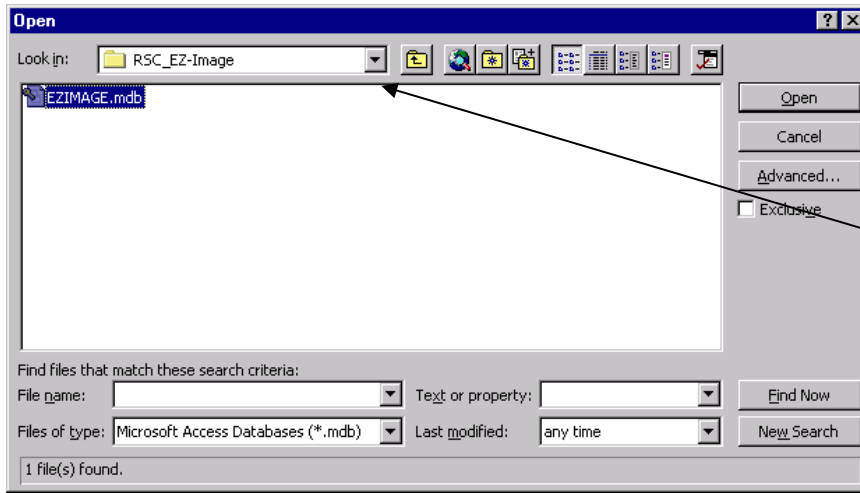 Open
Look in: RSC_EZ-Image
EZIMAGE.mdb
Open
Cancel
Advanced...
Exclusive
Find files that match these search criteria:
File name: Text or property: Find Now
Files of type: Microsoft Access Databases (*.mdb) Last modified: any time New Search
1 file(s) found.